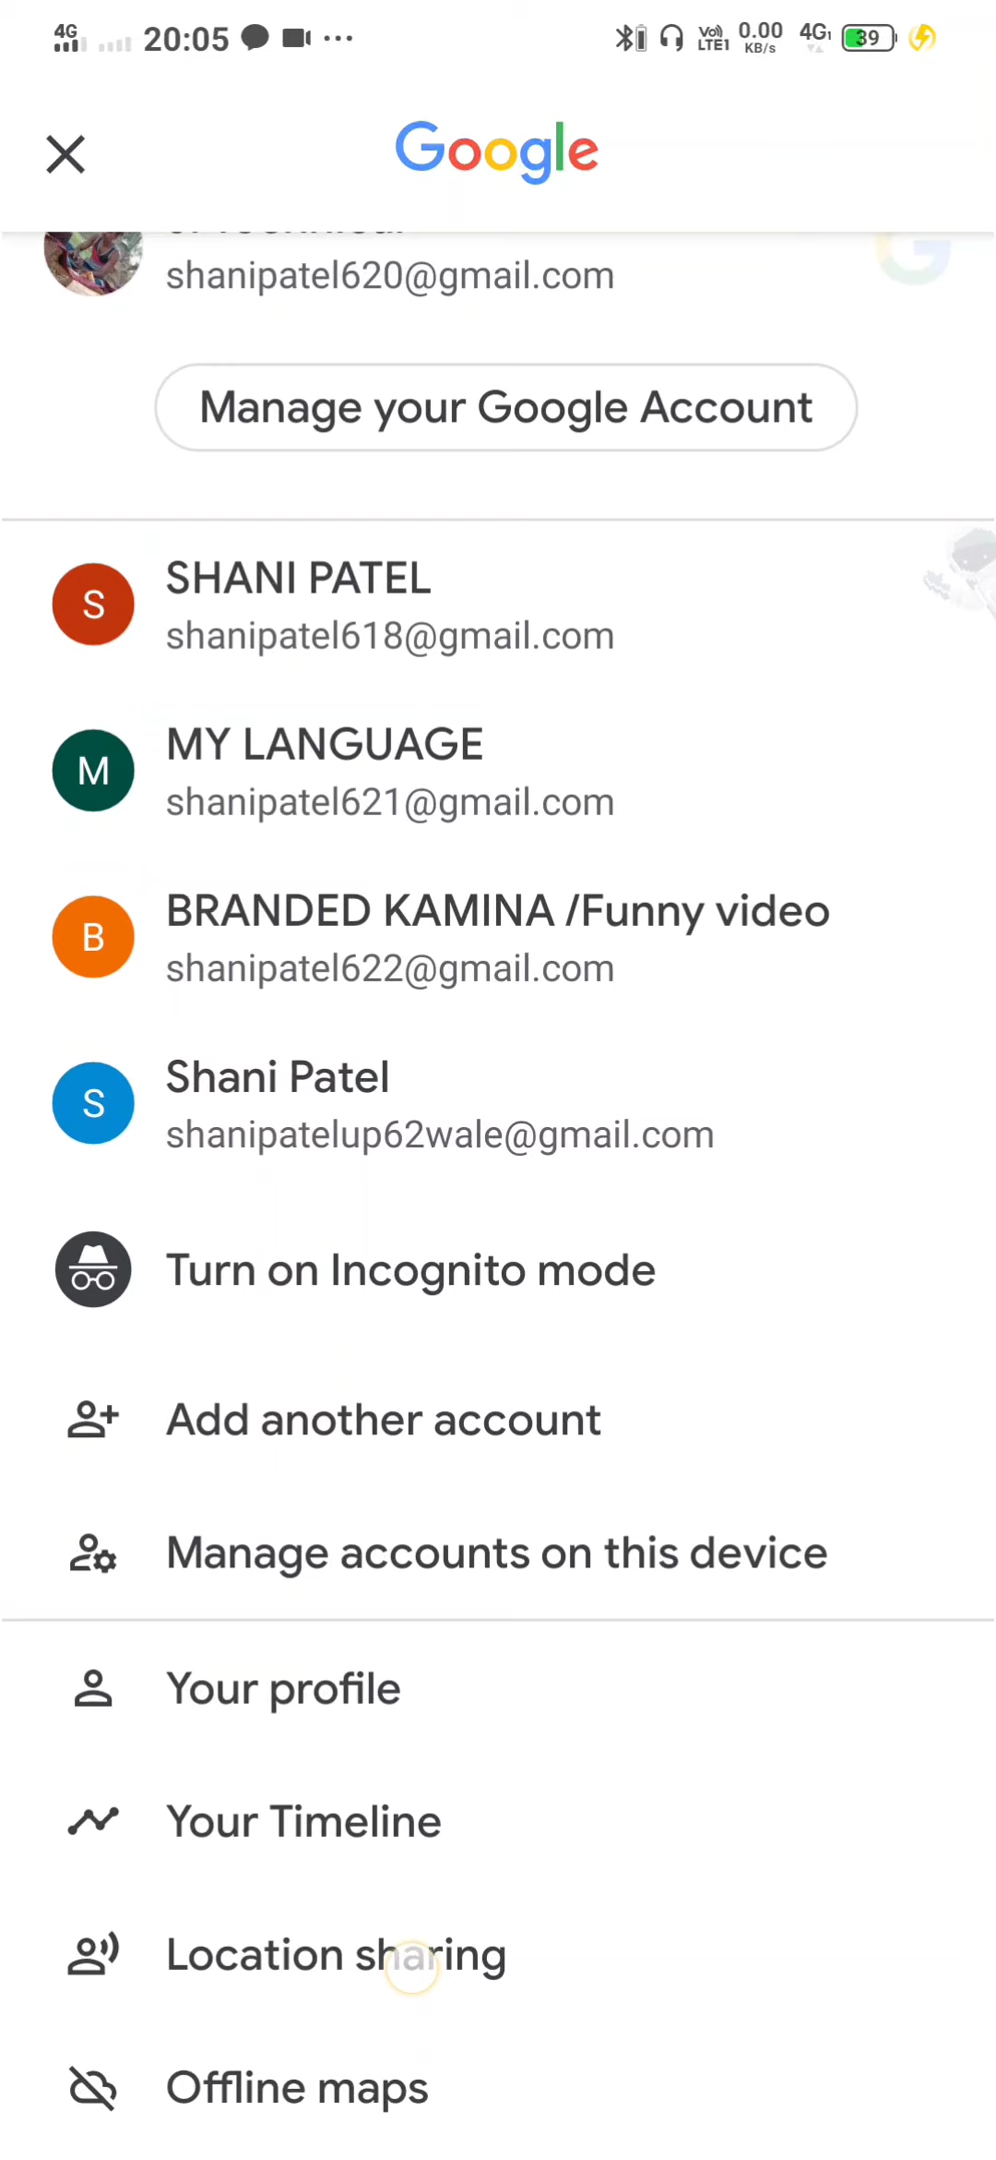 4G 20:05 0.00 KB/s Vo) LTE1 4G1 39
Google
shanipatel620@gmail.com
Manage your Google Account
S SHANI PATEL
shanipatel618@gmail.com
M MY LANGUAGE
shanipatel621@gmail.com
B BRANDED KAMINA /Funny video
shanipatel622@gmail.com
S Shani Patel
shanipatelup62wale@gmail.com
Turn on Incognito mode
Add another account
Manage accounts on this device
Your profile
Your Timeline
Location sharing
Offline maps